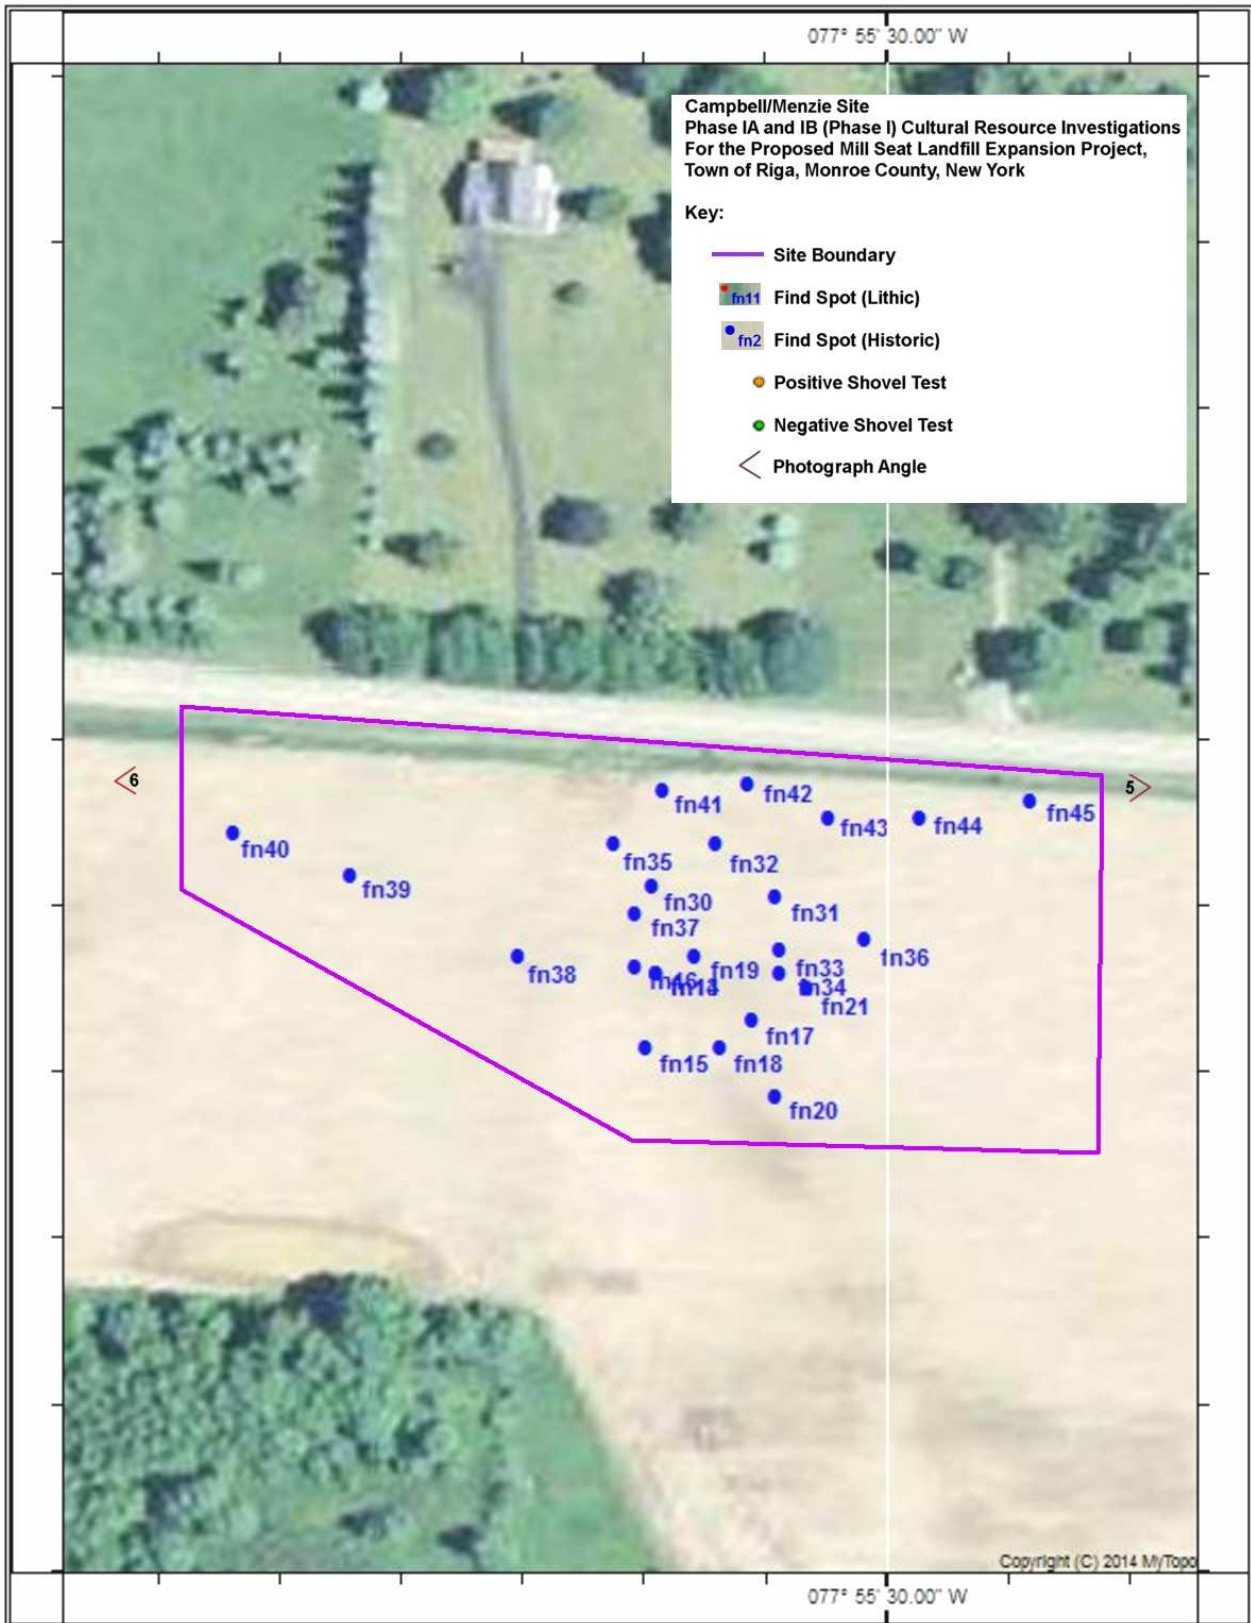 077° 55' 30.00" W
Campbell/Menzie Site
Phase IA and IB (Phase I) Cultural Resource Investigations
For the Proposed Mill Seat Landfill Expansion Project,
Town of Riga, Monroe County, New York
Key:
Site Boundary
fn11 Find Spot (Lithic)
fn2 Find Spot (Historic)
Positive Shovel Test
Negative Shovel Test
Photograph Angle
6
5
fn42
fn41
fn45
fn43
fn44
fn40
fn35
fn32
fn39
fn30
fn31
fn37
fn36
fn38
fn19
fn33
fn34
fn21
fn17
fn15
fn18
fn20
Copyright (C) 2014 MyTopo
077° 55' 30.00" W